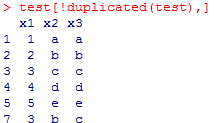 > test[!duplicated(test),]
  x1 x2 x3
1  1  a  a
2  2  b  b
3  3  c  c
4  4  d  d
5  5  e  e
7  3  b  c